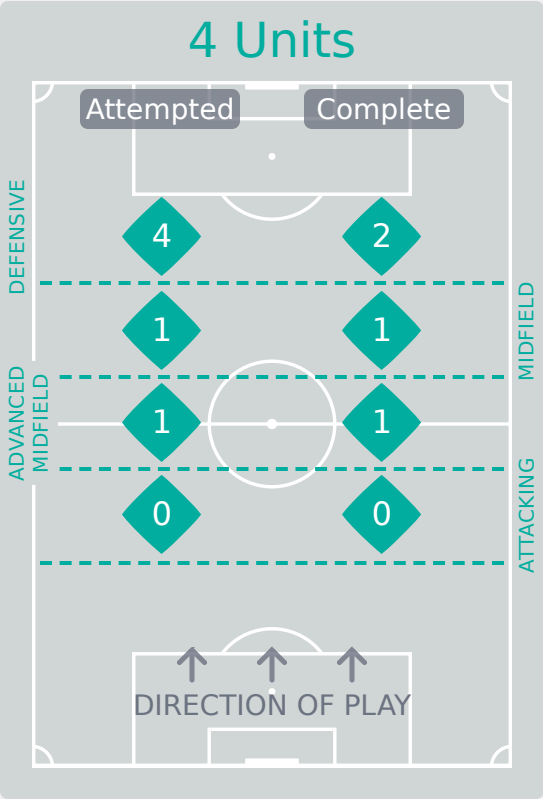 4 Units
Attempted
Complete
DEFENSIVE
4
2
MIDFIELD
1
1
ADVANCED
MIDFIELD
1
1
ATTACKING
0
0
DIRECTION OF PLAY